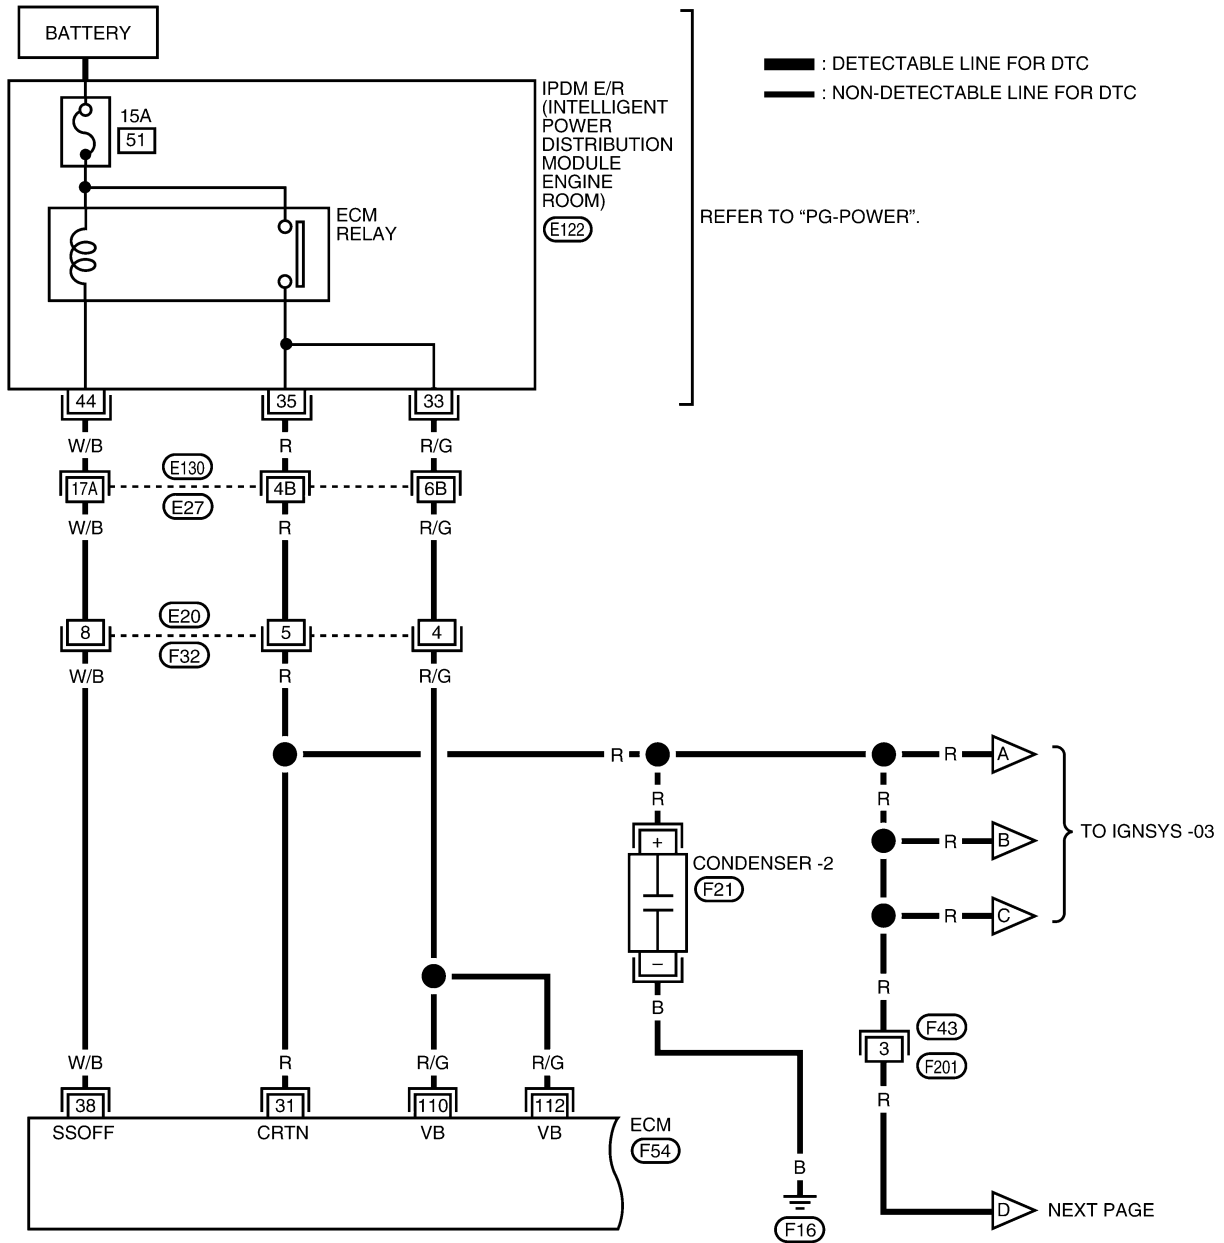 BATTERY
: DETECTABLE LINE FOR DTC
: NON-DETECTABLE LINE FOR DTC
15A
51
IPDM E/R
(INTELLIGENT
POWER
DISTRIBUTION
MODULE
ENGINE
ROOM)
E122
ECM
RELAY
REFER TO “PG-POWER”.
44 35 33
W/B R R/G
E130
17A 4B 6B
E27
W/B R R/G
E20
8 5 4
F32
W/B R R/G
R R A
R R
TO IGNSYS -03
R B
+
CONDENSER -2
F21
R C
–
R
B
F43
3
F201
W/B R R/G R/G
R
38 31 110 112
SSOFF CRTN VB VB
ECM
F54
B
D NEXT PAGE
F16